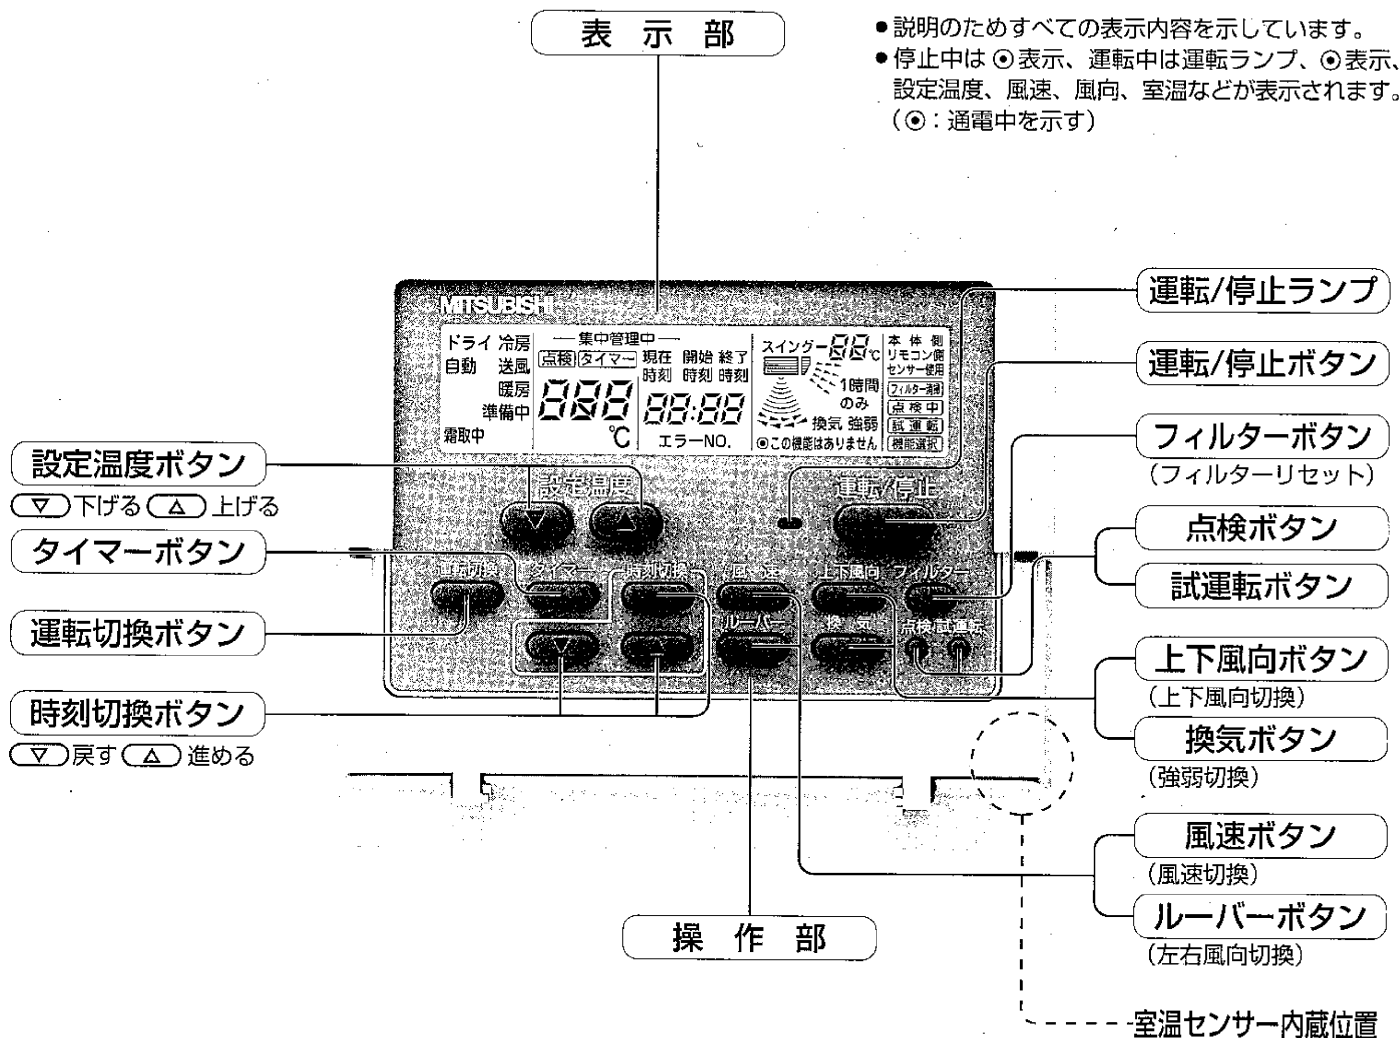 表示部
●説明のためすべての表示内容を示しています。
●停止中は⦿表示、運転中は運転ランプ、⦿表示、
設定温度、風速、風向、室温などが表示されます。
(⦿：通電中を示す)
MITSUBISHI
ドライ 冷房
自動 送風
暖房
準備中
霜取中
集中管理中
点検 タイマー
現在時刻 開始時刻 終了時刻
888
℃
88:88
エラーNO.
スイング 88℃
1時間
のみ
換気 強弱
⦿この機能はありません
本体側
リモコン側
センサー使用
フィルター清掃
点検中
試運転
機能選択
設定温度
運転/停止
▽ △
運転切換 タイマー 時刻切換 風速 上下風向 フィルター
ルーバー 換気 点検 試運転
▽ △
設定温度ボタン
▽下げる △上げる
タイマーボタン
運転切換ボタン
時刻切換ボタン
▽戻す △進める
運転/停止ランプ
運転/停止ボタン
フィルターボタン
(フィルターリセット)
点検ボタン
試運転ボタン
上下風向ボタン
(上下風向切換)
換気ボタン
(強弱切換)
風速ボタン
(風速切換)
ルーバーボタン
(左右風向切換)
操作部
室温センサー内蔵位置